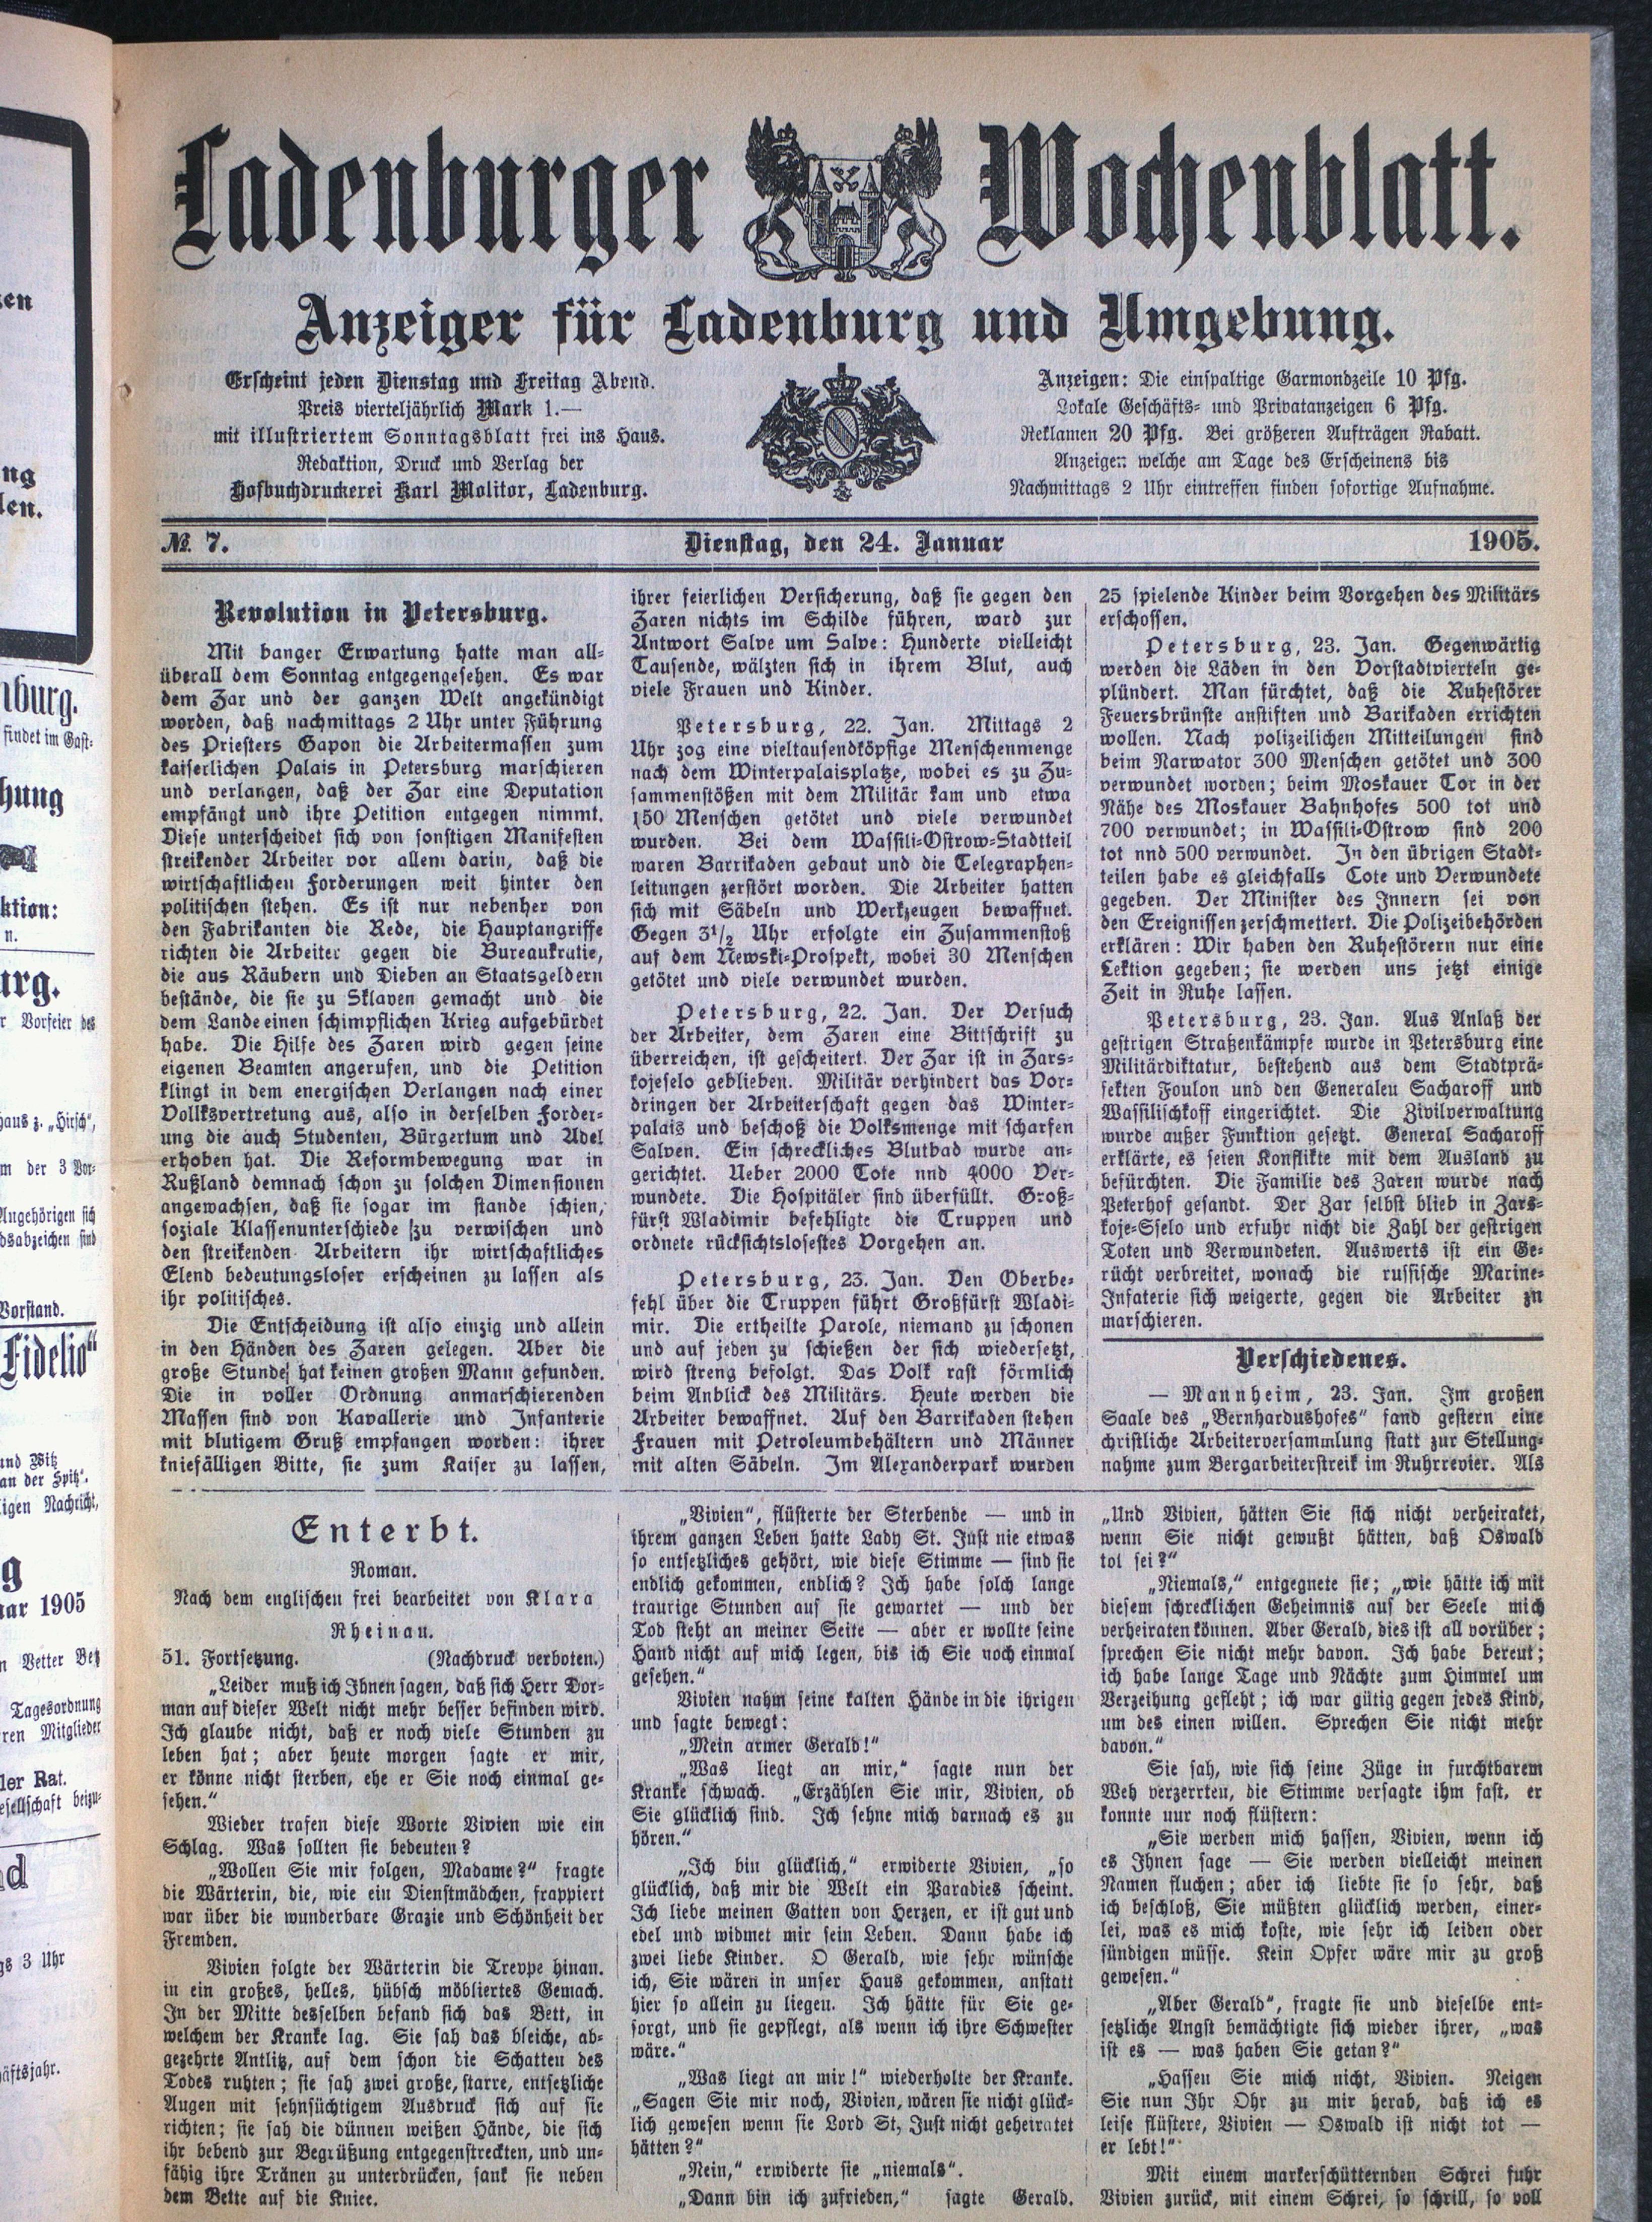 Ladenburger Wochenblatt.
Anzeiger für Ladenburg und Umgebung.
Erscheint jeden Dienstag und Freitag Abend.
Preis vierteljährlich Mark 1.—
mit illustriertem Sonntagsblatt frei ins Haus.
Redaktion, Druck und Verlag der
Hofbuchdruckerei Karl Molitor, Ladenburg.
Anzeigen: Die einspaltige Garmondzeile 10 Pfg.
Lokale Geschäfts- und Privatanzeigen 6 Pfg.
Reklamen 20 Pfg. Bei größeren Aufträgen Rabatt.
Anzeigen welche am Tage des Erscheinens bis
Nachmittags 2 Uhr eintreffen finden sofortige Aufnahme.
№ 7. Dienstag, den 24. Januar 1905.
Revolution in Petersburg.
Mit banger Erwartung hatte man all-
überall dem Sonntag entgegengesehen. Es war
dem Zar und der ganzen Welt angekündigt
worden, daß nachmittags 2 Uhr unter Führung
des Priesters Gapon die Arbeitermassen zum
kaiserlichen Palais in Petersburg marschieren
und verlangen, daß der Zar eine Deputation
empfängt und ihre Petition entgegen nimmt.
Diese unterscheidet sich von sonstigen Manifesten
streikender Arbeiter vor allem darin, daß die
wirtschaftlichen Forderungen weit hinter den
politischen stehen. Es ist nur nebenher von
den Fabrikanten die Rede, die Hauptangriffe
richten die Arbeiter gegen die Bureaukratie,
die aus Räubern und Dieben an Staatsgeldern
bestände, die sie zu Sklaven gemacht und die
dem Lande einen schimpflichen Krieg aufgebürdet
habe. Die Hilfe des Zaren wird gegen seine
eigenen Beamten angerufen, und die Petition
klingt in dem energischen Verlangen nach einer
Vollksvertretung aus, also in derselben Forder-
ung die auch Studenten, Bürgertum und Adel
erhoben hat. Die Reformbewegung war in
Rußland demnach schon zu solchen Dimensionen
angewachsen, daß sie sogar im stande schien,
soziale Klassenunterschiede zu verwischen und
den streikenden Arbeitern ihr wirtschaftliches
Elend bedeutungsloser erscheinen zu lassen als
ihr politisches.
Die Entscheidung ist also einzig und allein
in den Händen des Zaren gelegen. Aber die
große Stunde hat keinen großen Mann gefunden.
Die in voller Ordnung anmarschierenden
Massen sind von Kavallerie und Infanterie
mit blutigem Gruß empfangen worden: ihrer
kniefälligen Bitte, sie zum Kaiser zu lassen,
ihrer feierlichen Versicherung, daß sie gegen den
Zaren nichts im Schilde führen, ward zur
Antwort Salve um Salve: Hunderte vielleicht
Tausende, wälzten sich in ihrem Blut, auch
viele Frauen und Kinder.
Petersburg, 22. Jan. Mittags 2
Uhr zog eine vieltausendköpfige Menschenmenge
nach dem Winterpalaisplatze, wobei es zu Zu-
sammenstößen mit dem Militär kam und etwa
150 Menschen getötet und viele verwundet
wurden. Bei dem Wassili-Ostrow-Stadtteil
waren Barrikaden gebaut und die Telegraphen-
leitungen zerstört worden. Die Arbeiter hatten
sich mit Säbeln und Werkzeugen bewaffnet.
Gegen 3½ Uhr erfolgte ein Zusammenstoß
auf dem Newski-Prospekt, wobei 30 Menschen
getötet und viele verwundet wurden.
Petersburg, 22. Jan. Der Versuch
der Arbeiter, dem Zaren eine Bittschrift zu
überreichen, ist gescheitert. Der Zar ist in Zars-
kojeselo geblieben. Militär verhindert das Vor-
dringen der Arbeiterschaft gegen das Winter-
palais und beschoß die Volksmenge mit scharfen
Salven. Ein schreckliches Blutbad wurde an-
gerichtet. Ueber 2000 Tote nnd 4000 Ver-
wundete. Die Hospitäler sind überfüllt. Groß-
fürst Wladimir befehligte die Truppen und
ordnete rücksichtslosestes Vorgehen an.
Petersburg, 23. Jan. Den Oberbe-
fehl über die Truppen führt Großfürst Wladi-
mir. Die ertheilte Parole, niemand zu schonen
und auf jeden zu schießen der sich wiedersetzt,
wird streng befolgt. Das Volk rast förmlich
beim Anblick des Militärs. Heute werden die
Arbeiter bewaffnet. Auf den Barrikaden stehen
Frauen mit Petroleumbehältern und Männer
mit alten Säbeln. Im Alexanderpark wurden
25 spielende Kinder beim Vorgehen des Militärs
erschossen.
Petersburg, 23. Jan. Gegenwärtig
werden die Läden in den Vorstadtvierteln ge-
plündert. Man fürchtet, daß die Ruhestörer
Feuersbrünste anstiften und Barikaden errichten
wollen. Nach polizeilichen Mitteilungen sind
beim Narwator 300 Menschen getötet und 300
verwundet worden; beim Moskauer Tor in der
Nähe des Moskauer Bahnhofes 500 tot und
700 verwundet; in Wassili-Ostrow sind 200
tot nnd 500 verwundet. In den übrigen Stadt-
teilen habe es gleichfalls Tote und Verwundete
gegeben. Der Minister des Innern sei von
den Ereignissen zerschmettert. Die Polizeibehörden
erklären: Wir haben den Ruhestörern nur eine
Lektion gegeben; sie werden uns jetzt einige
Zeit in Ruhe lassen.
Petersburg, 23. Jan. Aus Anlaß der
gestrigen Straßenkämpfe wurde in Petersburg eine
Militärdiktatur, bestehend aus dem Stadtprä-
fekten Foulon und den Generaleu Sacharoff und
Wassilischkoff eingerichtet. Die Zivilverwaltung
wurde außer Funktion gesetzt. General Sacharoff
erklärte, es seien Konflikte mit dem Ausland zu
befürchten. Die Familie des Zaren wurde nach
Peterhof gesandt. Der Zar selbst blieb in Zars-
koje-Sselo und erfuhr nicht die Zahl der gestrigen
Toten und Verwundeten. Auswerts ist ein Ge-
rücht verbreitet, wonach die russische Marine-
Infaterie sich weigerte, gegen die Arbeiter zn
marschieren.
Verschiedenes.
— Mannheim, 23. Jan. Im großen
Saale des „Bernhardushofes“ fand gestern eine
christliche Arbeiterversammlung statt zur Stellung-
nahme zum Bergarbeiterstreik im Ruhrrevier. Als
Enterbt.
Roman.
Nach dem englischen frei bearbeitet von Klara
Rheinau.
51. Fortsetzung. (Nachdruck verboten.)
„Leider muß ich Ihnen sagen, daß sich Herr Dor-
man auf dieser Welt nicht mehr besser befinden wird.
Ich glaube nicht, daß er noch viele Stunden zu
leben hat; aber heute morgen sagte er mir,
er könne nicht sterben, ehe er Sie noch einmal ge-
sehen.“
Wieder trafen diese Worte Vivien wie ein
Schlag. Was sollten sie bedeuten?
„Wollen Sie mir folgen, Madame?“ fragte
die Wärterin, die, wie ein Dienstmädchen, frappiert
war über die wunderbare Grazie und Schönheit der
Fremden.
Vivien folgte der Wärterin die Treppe hinan.
in ein großes, helles, hübsch möbliertes Gemach.
In der Mitte desselben befand sich das Bett, in
welchem der Kranke lag. Sie sah das bleiche, ab-
gezehrte Antlitz, auf dem schon die Schatten des
Todes ruhten; sie sah zwei große, starre, entsetzliche
Augen mit sehnsüchtigem Ausdruck sich auf sie
richten; sie sah die dünnen weißen Hände, die sich
ihr bebend zur Begrüßung entgegenstreckten, und un-
fähig ihre Tränen zu unterdrücken, sank sie neben
dem Bette auf die Kniee.
„Vivien“, flüsterte der Sterbende — und in
ihrem ganzen Leben hatte Lady St. Just nie etwas
so entsetzliches gehört, wie diese Stimme — sind sie
endlich gekommen, endlich? Ich habe solch lange
traurige Stunden auf sie gewartet — und der
Tod steht an meiner Seite — aber er wollte seine
Hand nicht auf mich legen, bis ich Sie noch einmal
gesehen.“
Vivien nahm seine kalten Hände in die ihrigen
und sagte bewegt:
„Mein armer Gerald!“
„Was liegt an mir,“ sagte nun der
Kranke schwach. „Erzählen Sie mir, Vivien, ob
Sie glücklich sind. Ich sehne mich darnach es zu
hören.“
„Ich bin glücklich,“ erwiderte Vivien, „so
glücklich, daß mir die Welt ein Paradies scheint.
Ich liebe meinen Gatten von Herzen, er ist gut und
edel und widmet mir sein Leben. Dann habe ich
zwei liebe Kinder. O Gerald, wie sehr wünsche
ich, Sie wären in unser Haus gekommen, anstatt
hier so allein zu liegen. Ich hätte für Sie ge-
sorgt, und sie gepflegt, als wenn ich ihre Schwester
wäre.“
„Was liegt an mir!“ wiederholte der Kranke.
„Sagen Sie mir noch, Vivien, wären sie nicht glück-
lich gewesen wenn sie Lord St, Just nicht geheiratet
hätten?“
„Nein,“ erwiderte sie „niemals“.
„Dann bin ich zufrieden,“ sagte Gerald.
„Und Vivien, hätten Sie sich nicht verheiratet,
wenn Sie nicht gewußt hätten, daß Oswald
tot sei?“
„Niemals,“ entgegnete sie; „wie hätte ich mit
diesem schrecklichen Geheimnis auf der Seele mich
verheiraten können. Aber Gerald, dies ist all vorüber;
sprechen Sie nicht mehr davon. Ich habe bereut;
ich habe lange Tage und Nächte zum Himmel um
Verzeihung gefleht; ich war gütig gegen jedes Kind,
um des einen willen. Sprechen Sie nicht mehr
davon.“
Sie sah, wie sich seine Züge in furchtbarem
Weh verzerrten, die Stimme versagte ihm fast, er
konnte nur noch flüstern:
„Sie werden mich hassen, Vivien, wenn ich
es Ihnen sage — Sie werden vielleicht meinen
Namen fluchen; aber ich liebte sie so sehr, daß
ich beschloß, Sie müßten glücklich werden, einer-
lei, was es mich koste, wie sehr ich leiden oder
sündigen müsse. Kein Opfer wäre mir zu groß
gewesen.“
„Aber Gerald“, fragte sie und dieselbe ent-
setzliche Angst bemächtigte sich wieder ihrer, „was
ist es — was haben Sie getan?“
„Hassen Sie mich nicht, Vivien. Neigen
Sie nun Ihr Ohr zu mir herab, daß ich es
leise flüstere, Vivien — Oswald ist nicht tot —
er lebt!“
Mit einem markerschütternden Schrei fuhr
Vivien zurück, mit einem Schrei, so schrill, so voll